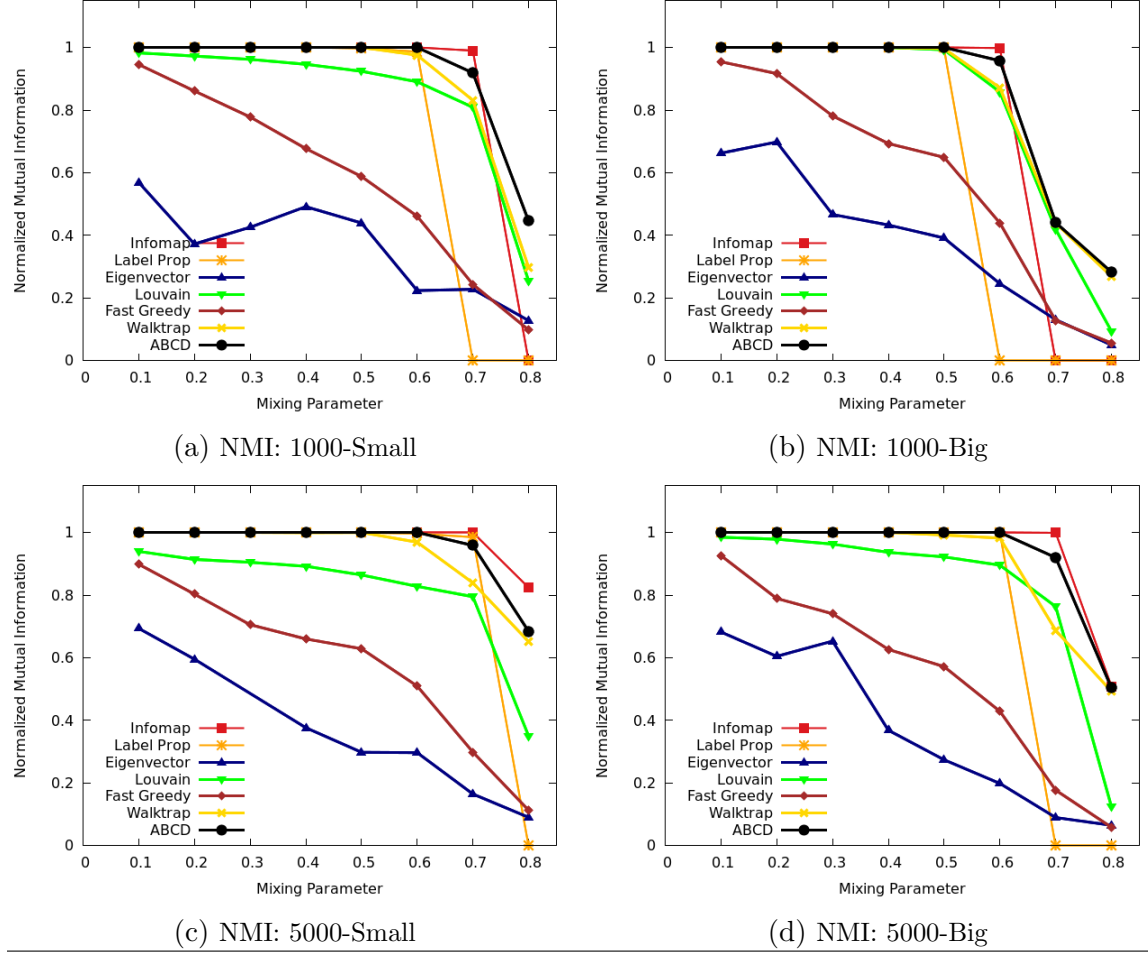 Normalized Mutual Information
1
0.8
0.6
0.4
0.2
0
Infomap
Label Prop
Eigenvector
Louvain
Fast Greedy
Walktrap
ABCD
0 0.1 0.2 0.3 0.4 0.5 0.6 0.7 0.8
Mixing Parameter
(a) NMI: 1000-Small
Normalized Mutual Information
1
0.8
0.6
0.4
0.2
0
Infomap
Label Prop
Eigenvector
Louvain
Fast Greedy
Walktrap
ABCD
0 0.1 0.2 0.3 0.4 0.5 0.6 0.7 0.8
Mixing Parameter
(b) NMI: 1000-Big
Normalized Mutual Information
1
0.8
0.6
0.4
0.2
0
Infomap
Label Prop
Eigenvector
Louvain
Fast Greedy
Walktrap
ABCD
0 0.1 0.2 0.3 0.4 0.5 0.6 0.7 0.8
Mixing Parameter
(c) NMI: 5000-Small
Normalized Mutual Information
1
0.8
0.6
0.4
0.2
0
Infomap
Label Prop
Eigenvector
Louvain
Fast Greedy
Walktrap
ABCD
0 0.1 0.2 0.3 0.4 0.5 0.6 0.7 0.8
Mixing Parameter
(d) NMI: 5000-Big